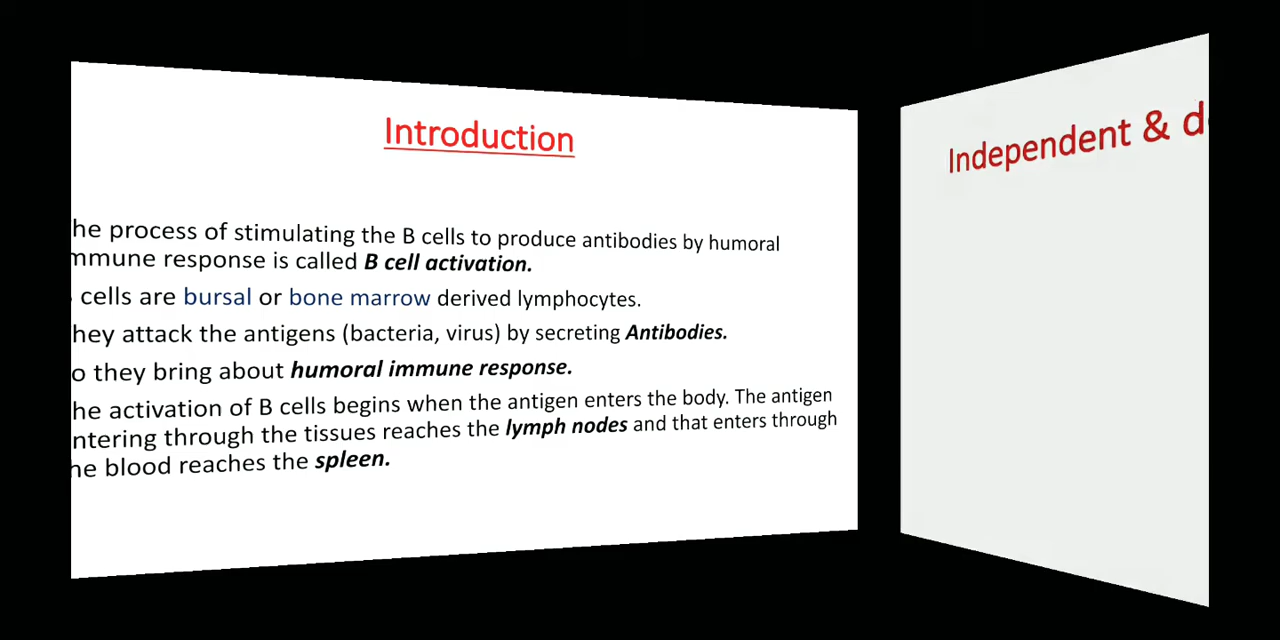 Introduction
he process of stimulating the B cells to produce antibodies by humoral
mmune response is called B cell activation.
cells are bursal or bone marrow derived lymphocytes.
hey attack the antigens (bacteria, virus) by secreting Antibodies.
o they bring about humoral immune response.
he activation of B cells begins when the antigen enters the body. The antigen
ntering through the tissues reaches the lymph nodes and that enters through
he blood reaches the spleen.
Independent & d